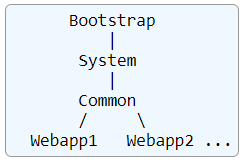 Bootstrap
|
System
|
Common
/ \
Webapp1 Webapp2 ...